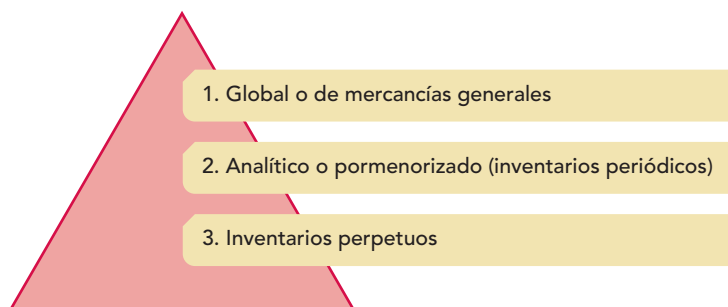 1. Global o de mercancías generales
2. Analítico o pormenorizado (inventarios periódicos)
3. Inventarios perpetuos